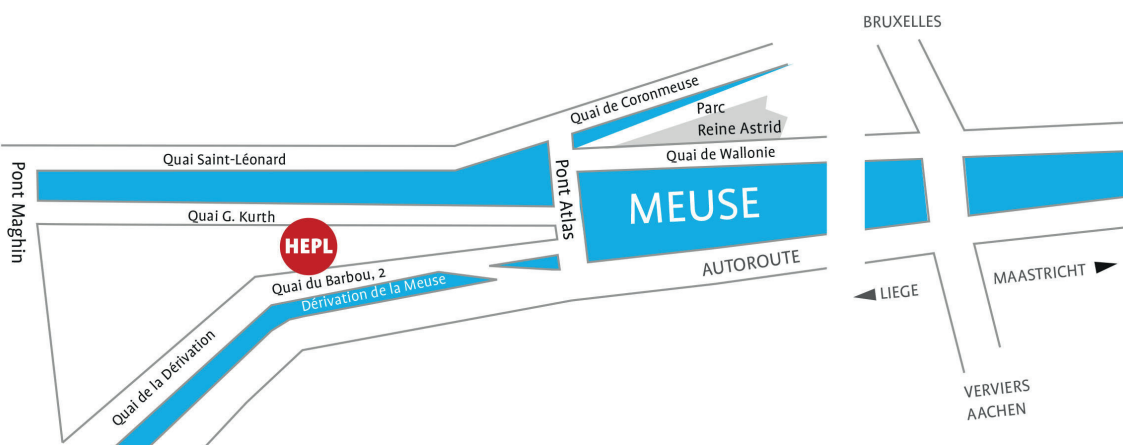 BRUXELLES
Quai de Coronmeuse
Parc
Reine Astrid
Quai Saint-Léonard
Quai de Wallonie
Pont Maghin
Pont Atlas
MEUSE
Quai G. Kurth
HEPL
Quai du Barbou, 2
Dérivation de la Meuse
AUTOROUTE
MAASTRICHT
LIEGE
Quai de la Dérivation
VERVIERS
AACHEN